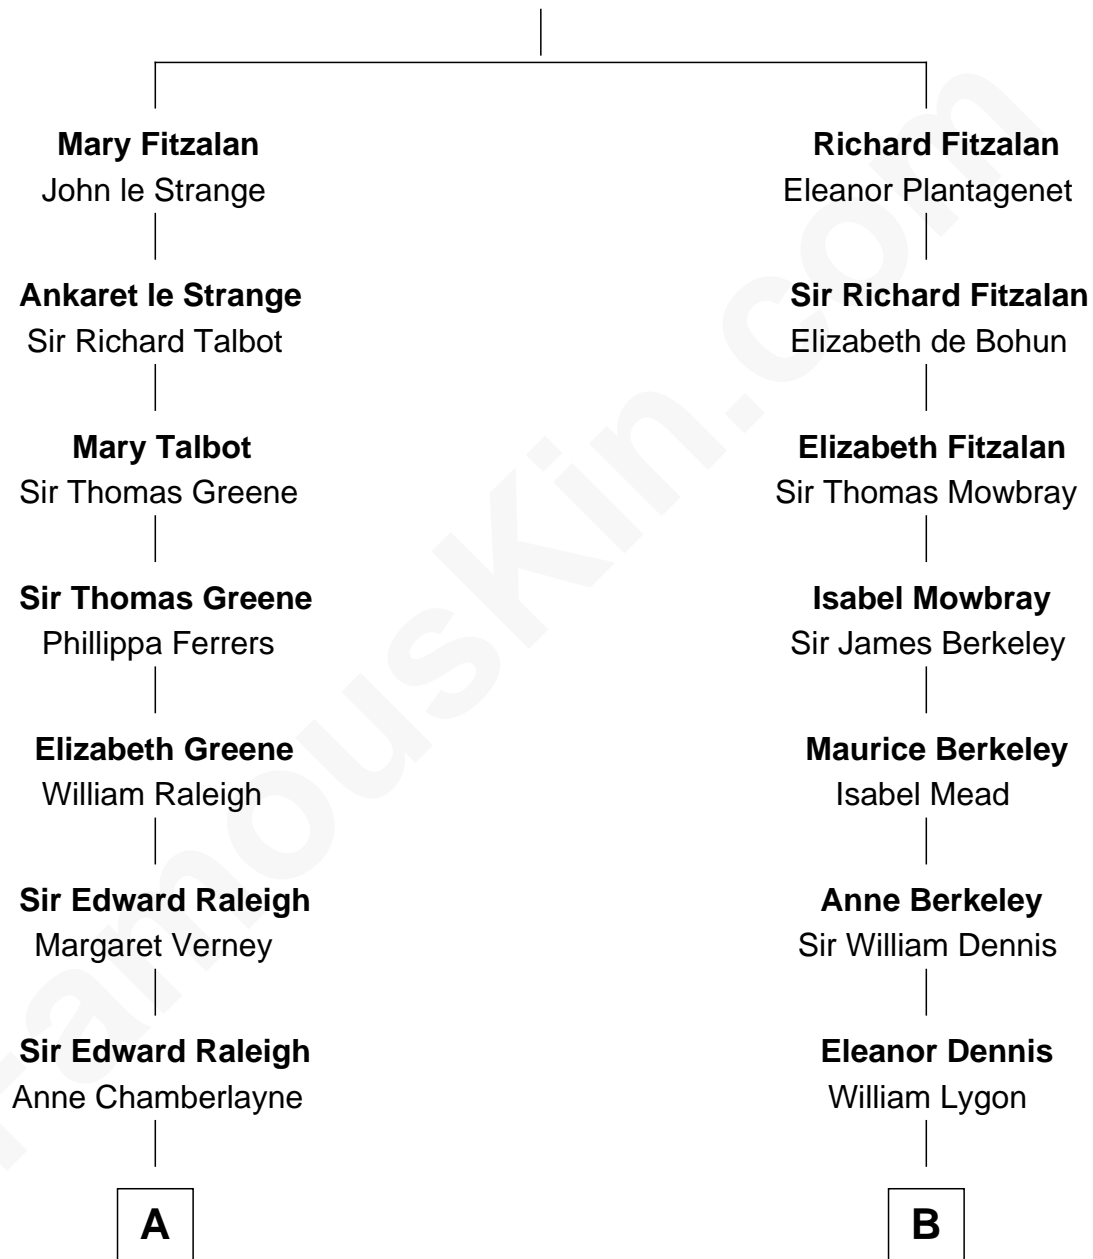 Mary Fitzalan
John le Strange
Ankaret le Strange
Sir Richard Talbot
Mary Talbot
Sir Thomas Greene
Sir Thomas Greene
Phillippa Ferrers
Elizabeth Greene
William Raleigh
Sir Edward Raleigh
Margaret Verney
Sir Edward Raleigh
Anne Chamberlayne
A
Richard Fitzalan
Eleanor Plantagenet
Sir Richard Fitzalan
Elizabeth de Bohun
Elizabeth Fitzalan
Sir Thomas Mowbray
Isabel Mowbray
Sir James Berkeley
Maurice Berkeley
Isabel Mead
Anne Berkeley
Sir William Dennis
Eleanor Dennis
William Lygon
B
FamousKin.com